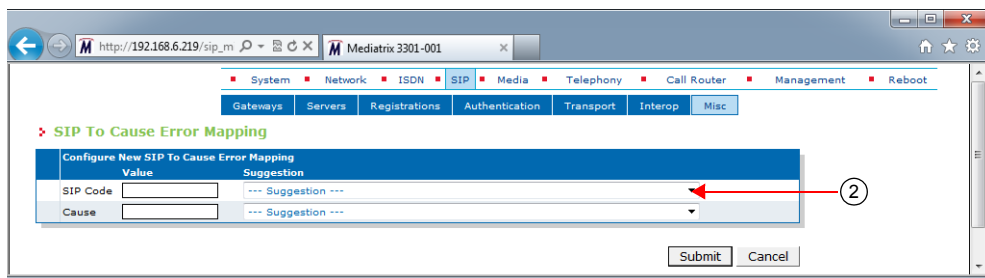 http://192.168.6.219/sip_m
Mediatrix 3301-001
System Network ISDN SIP Media Telephony Call Router Management Reboot
Gateways Servers Registrations Authentication Transport Interop Misc
SIP To Cause Error Mapping
Configure New SIP To Cause Error Mapping
Value Suggestion
SIP Code --- Suggestion ---
2
Cause --- Suggestion ---
Submit Cancel